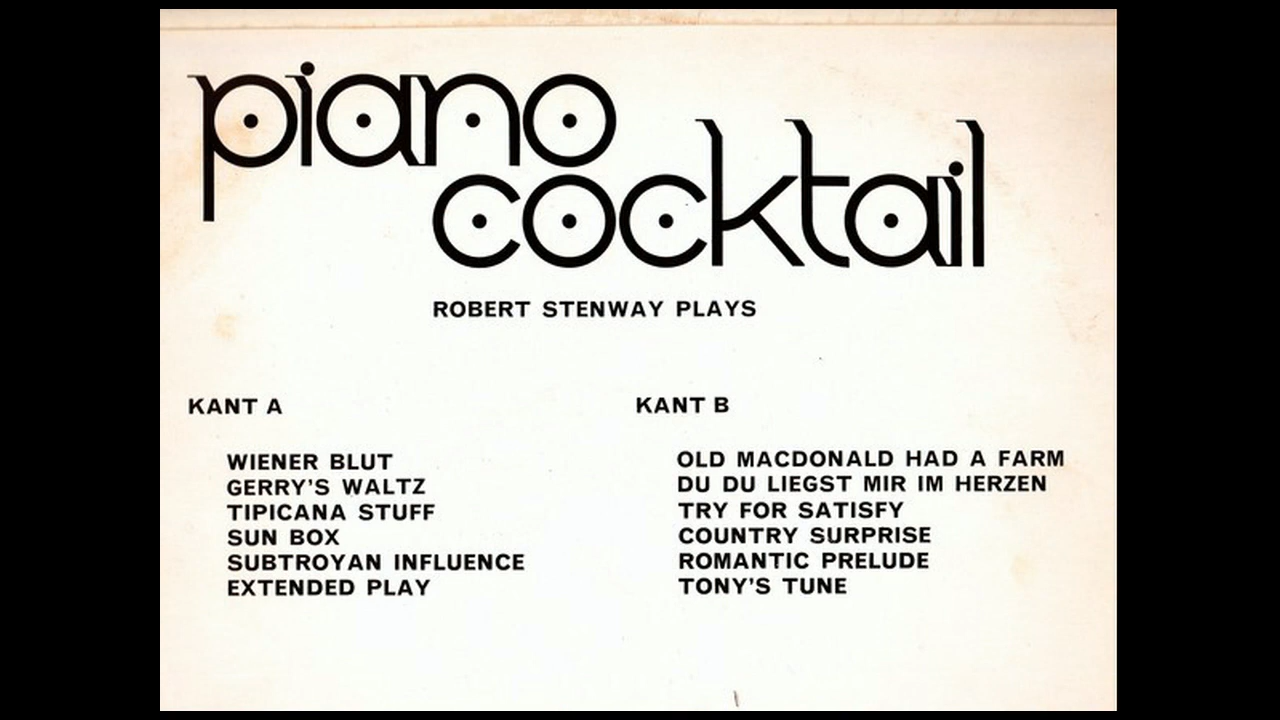 piano
cocktail
ROBERT STENWAY PLAYS
KANT A
WIENER BLUT
GERRY'S WALTZ
TIPICANA STUFF
SUN BOX
SUBTROYAN INFLUENCE
EXTENDED PLAY
KANT B
OLD MACDONALD HAD A FARM
DU DU LIEGST MIR IM HERZEN
TRY FOR SATISFY
COUNTRY SURPRISE
ROMANTIC PRELUDE
TONY'S TUNE